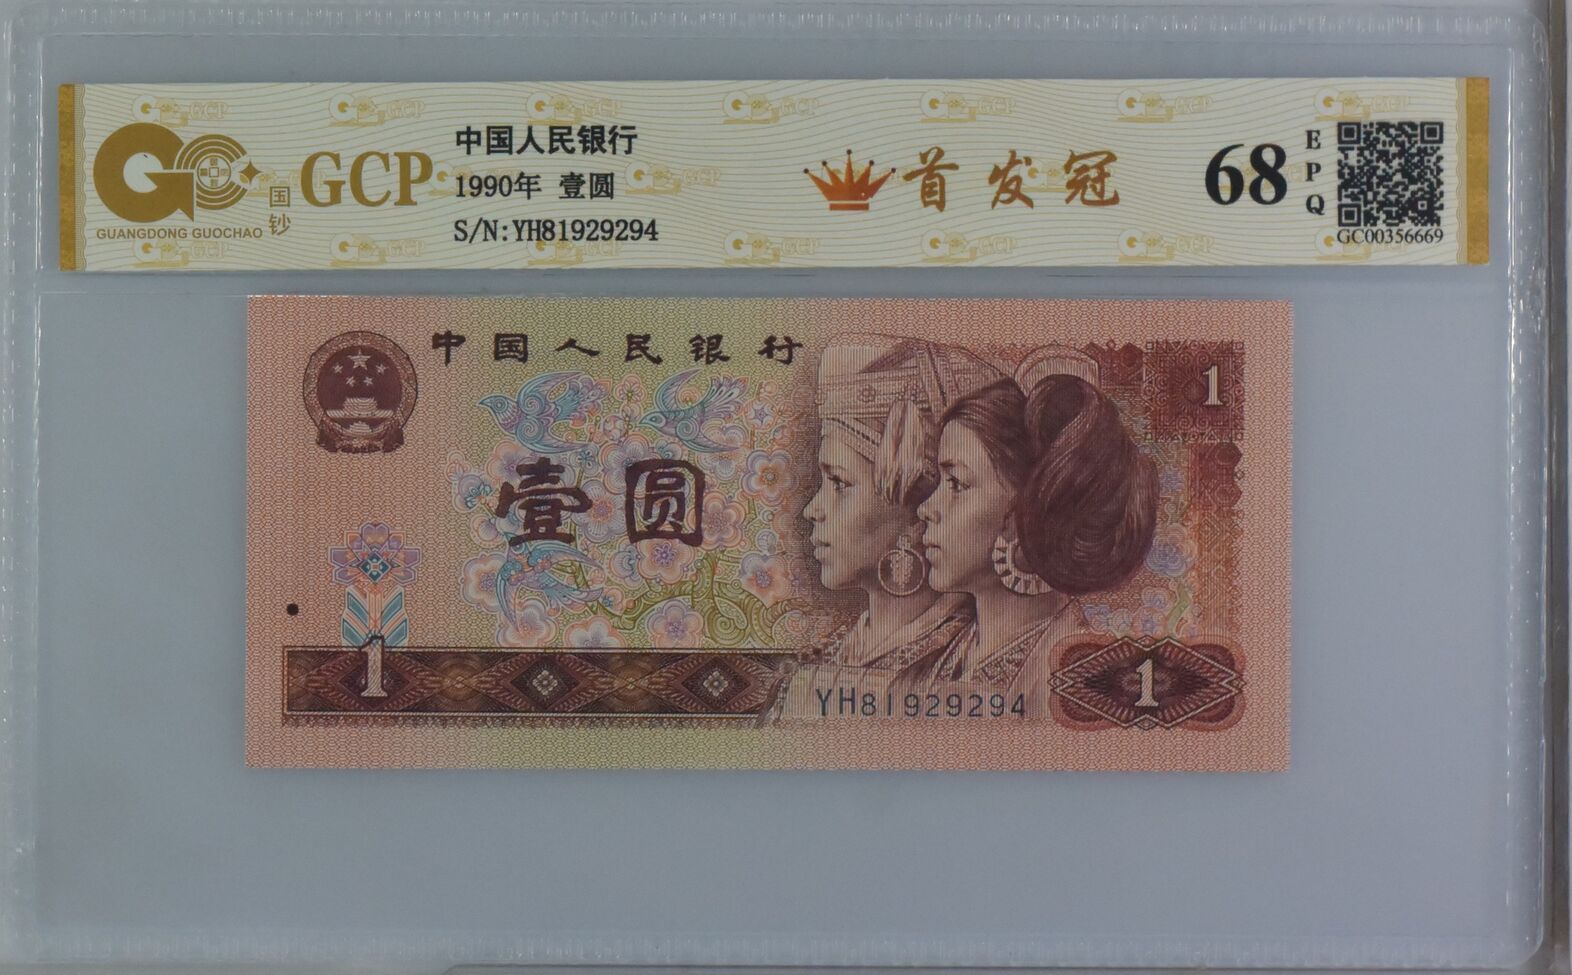 GCP
国钞
GUANGDONG GUOCHAO
中国人民银行
1990年 壹圆
S/N:YH81929294
首发冠
68
EPQ
GC00356669
中国人民银行
1
壹圆
1
YH81929294
1